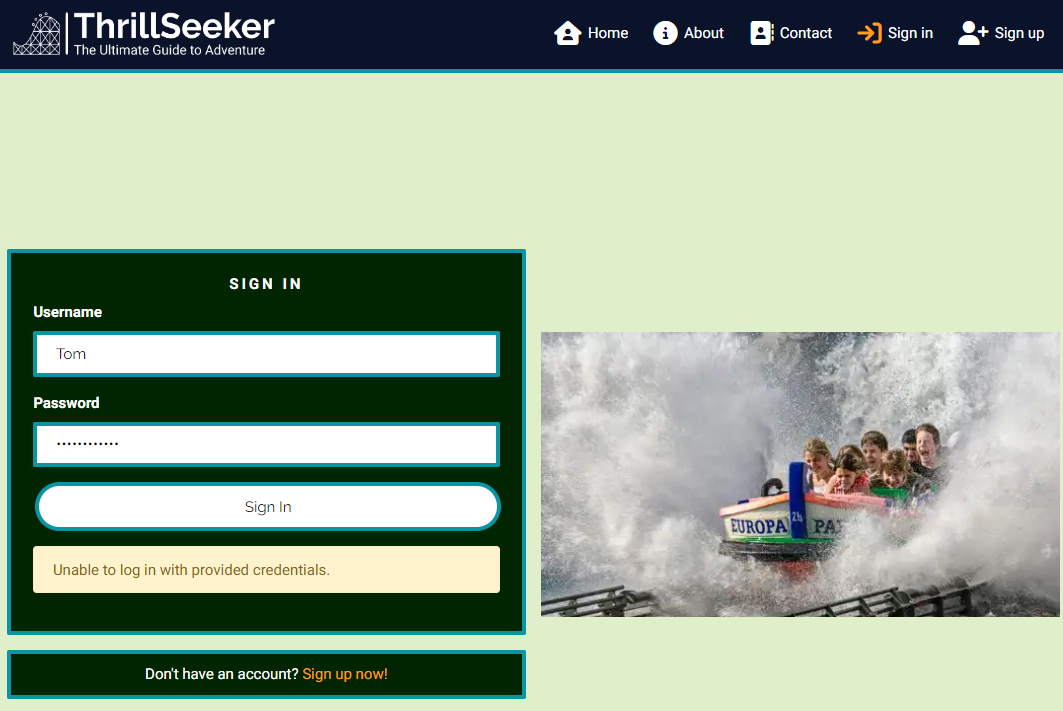 ThrillSeeker
The Ultimate Guide to Adventure
Home
About
Contact
Sign in
Sign up
SIGN IN
Username
Tom
Password
••••••••••••
Sign In
Unable to log in with provided credentials.
Don't have an account? Sign up now!
EUROPA 2b PA